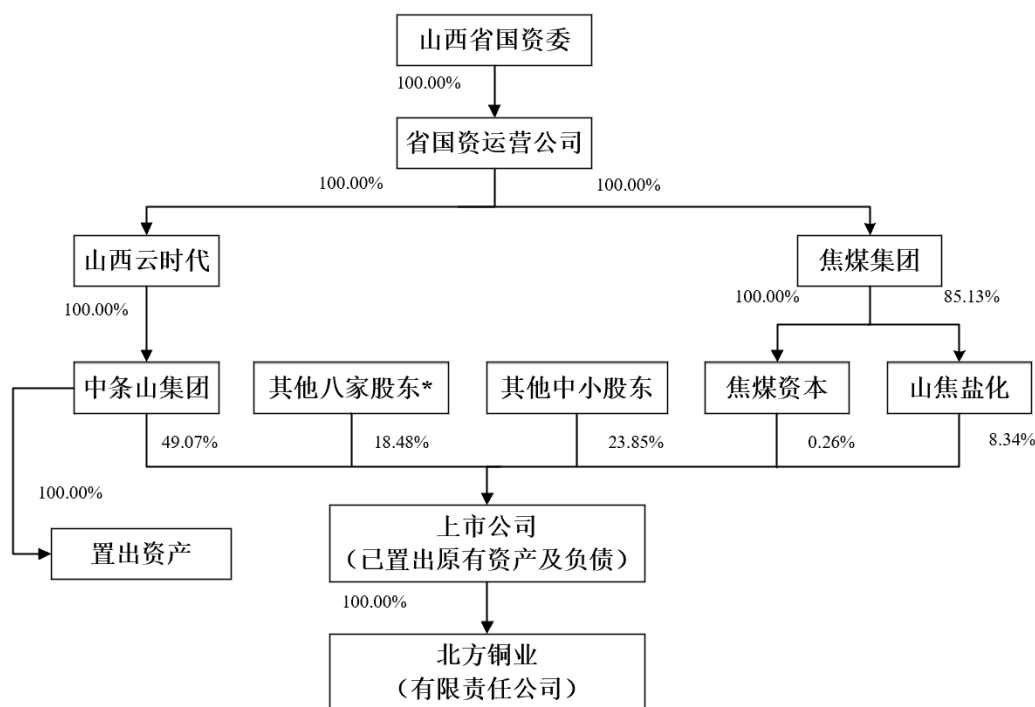 山西省国资委
100.00%
省国资运营公司
100.00%
100.00%
山西云时代
焦煤集团
100.00%
100.00%
85.13%
中条山集团
其他八家股东*
其他中小股东
焦煤资本
山焦盐化
49.07%
18.48%
23.85%
0.26%
8.34%
100.00%
置出资产
上市公司
（已置出原有资产及负债）
100.00%
北方铜业
（有限责任公司）